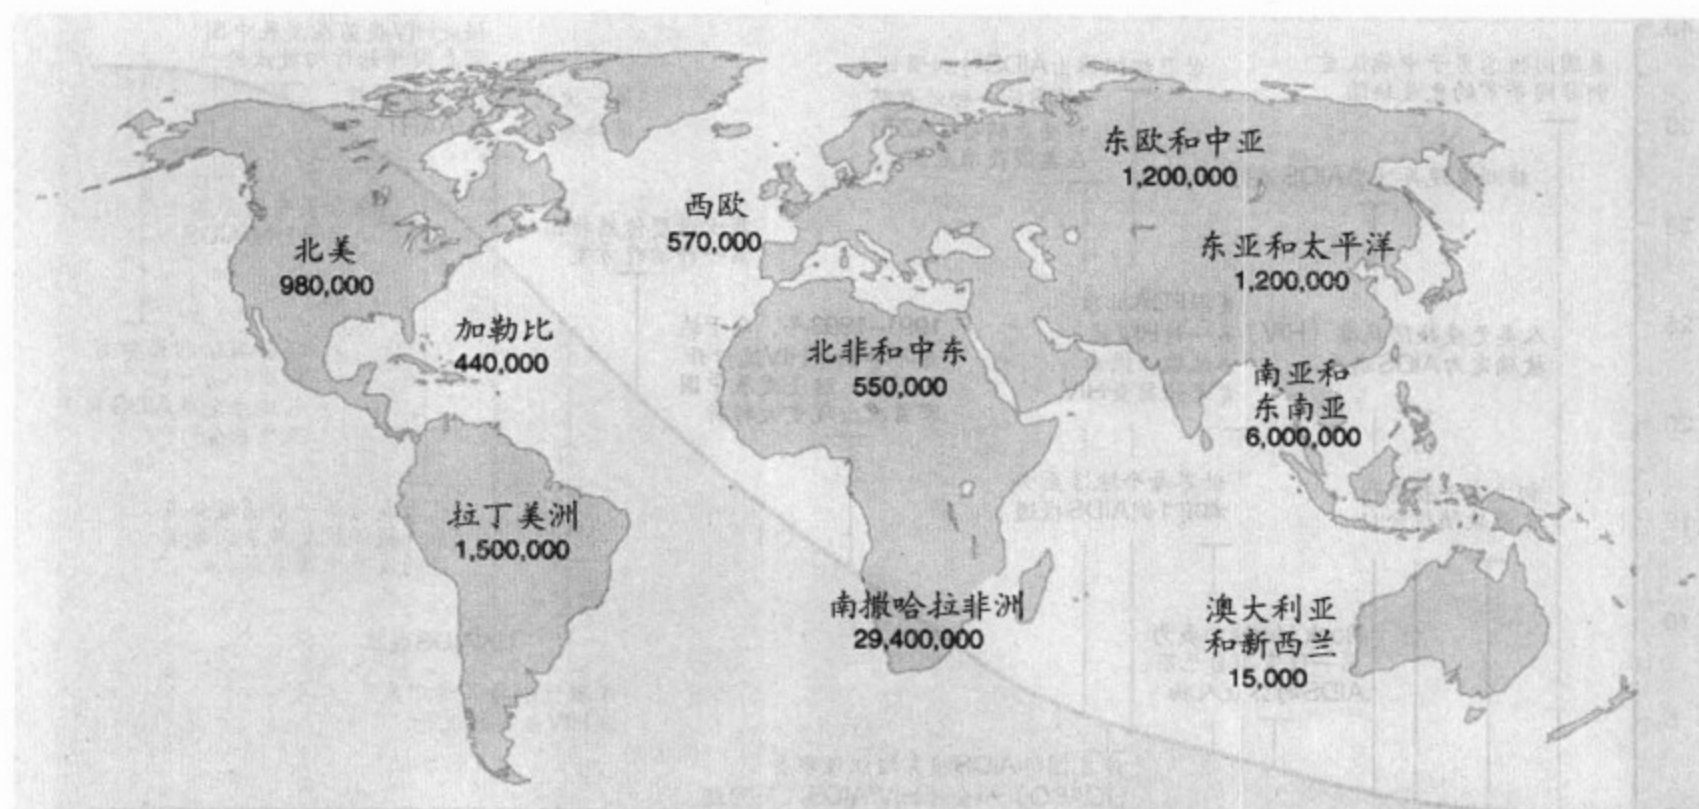 东欧和中亚
1,200,000
西欧
570,000
北美
980,000
东亚和太平洋
1,200,000
加勒比
440,000
北非和中东
550,000
南亚和
东南亚
6,000,000
拉丁美洲
1,500,000
南撒哈拉非洲
29,400,000
澳大利亚
和新西兰
15,000